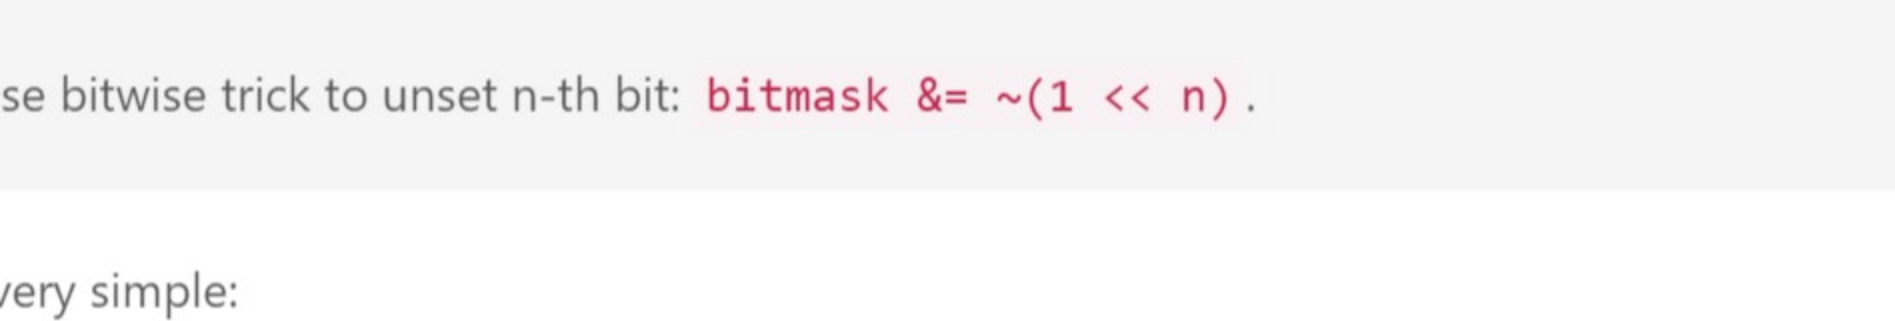 se bitwise trick to unset n-th bit: bitmask &= ~(1 << n).
very simple: